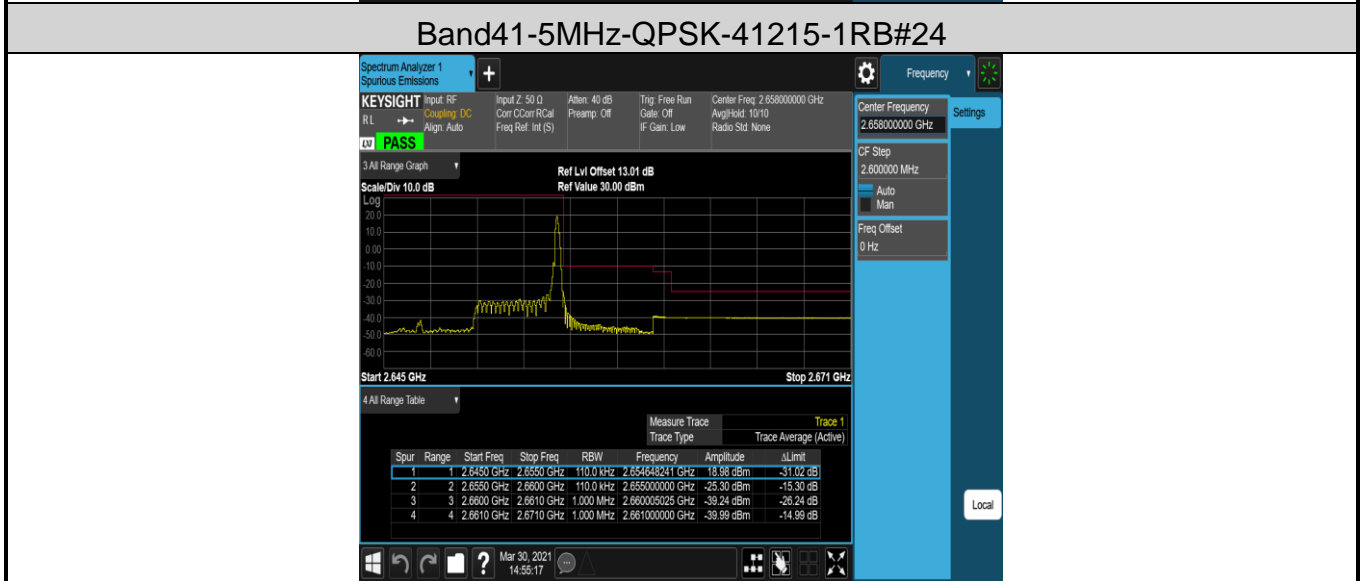 Band41-5MHz-QPSK-41215-1RB#24
Spectrum Analyzer 1
Spurious Emissions
+
Frequency
KEYSIGHT Input: RF Input Z: 50 Ω Atten: 40 dB Trig: Free Run Center Freq: 2.658000000 GHz
RL Coupling: DC Corr CCorr RCal Preamp: Off Gate: Off Avg|Hold: 10/10
Align: Auto Freq Ref: Int (S) IF Gain: Low Radio Std: None
LXI PASS
Center Frequency
2.658000000 GHz
Settings
CF Step
2.600000 MHz
Auto
Man
Freq Offset
0 Hz
3 All Range Graph
Ref Lvl Offset 13.01 dB
Scale/Div 10.0 dB Ref Value 30.00 dBm
Log
20.0
10.0
0.00
-10.0
-20.0
-30.0
-40.0
-50.0
-60.0
Start 2.645 GHz Stop 2.671 GHz
4 All Range Table
Measure Trace Trace 1
Trace Type Trace Average (Active)
Spur Range Start Freq Stop Freq RBW Frequency Amplitude ΔLimit
1 1 2.6450 GHz 2.6550 GHz 110.0 kHz 2.654648241 GHz 18.98 dBm -31.02 dB
2 2 2.6550 GHz 2.6600 GHz 110.0 kHz 2.655000000 GHz -25.30 dBm -15.30 dB
3 3 2.6600 GHz 2.6610 GHz 1.000 MHz 2.660005025 GHz -39.24 dBm -26.24 dB
4 4 2.6610 GHz 2.6710 GHz 1.000 MHz 2.661000000 GHz -39.99 dBm -14.99 dB
Local
? Mar 30, 2021
14:55:17